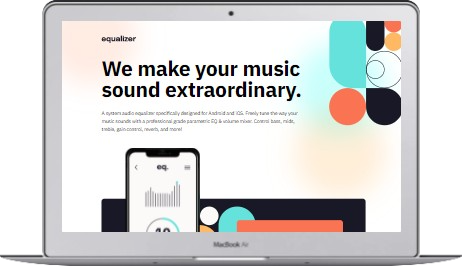 equalizer
We make your music
sound extraordinary.
A system audio equalizer specifically designed for Android and iOS. Freely tune the way your
music sounds with a professional grade parametric EQ & volume mixer. Control bass, mids,
treble, gain control, reverb, and more!
eq.
MacBook Air